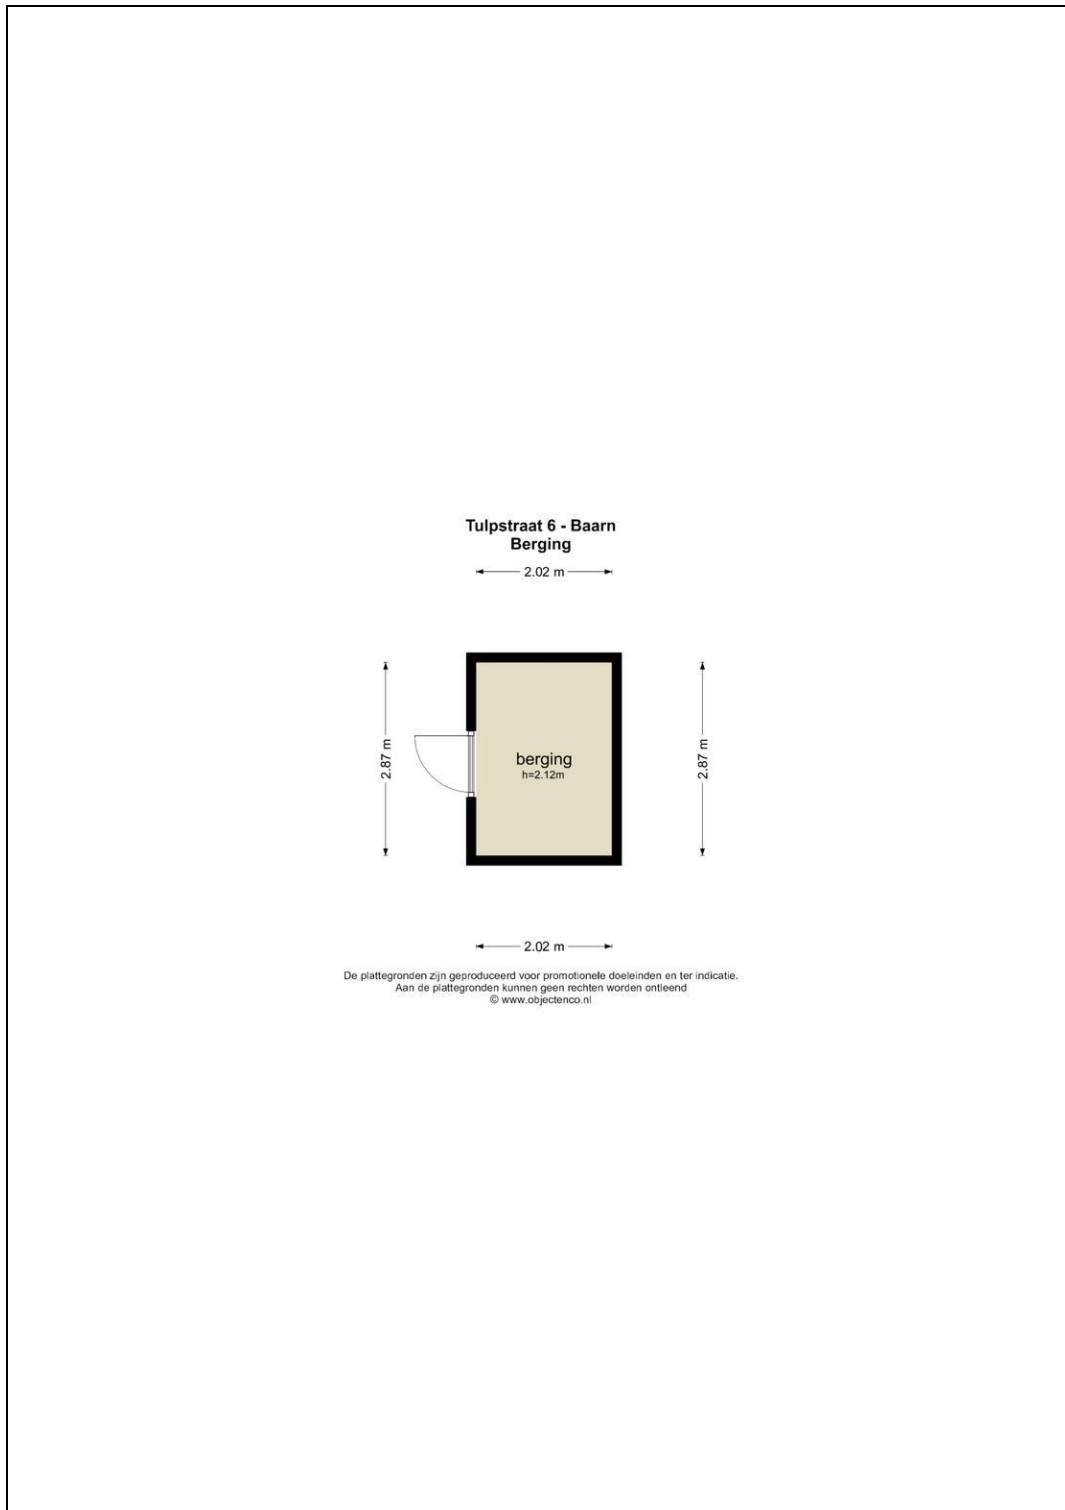 Tulpstraat 6 - Baarn
Berging
2.02 m
2.87 m
berging
h=2.12m
2.87 m
2.02 m
De plattegronden zijn geproduceerd voor promotionele doeleinden en ter indicatie.
Aan de plattegronden kunnen geen rechten worden ontleend
© www.objectenco.nl